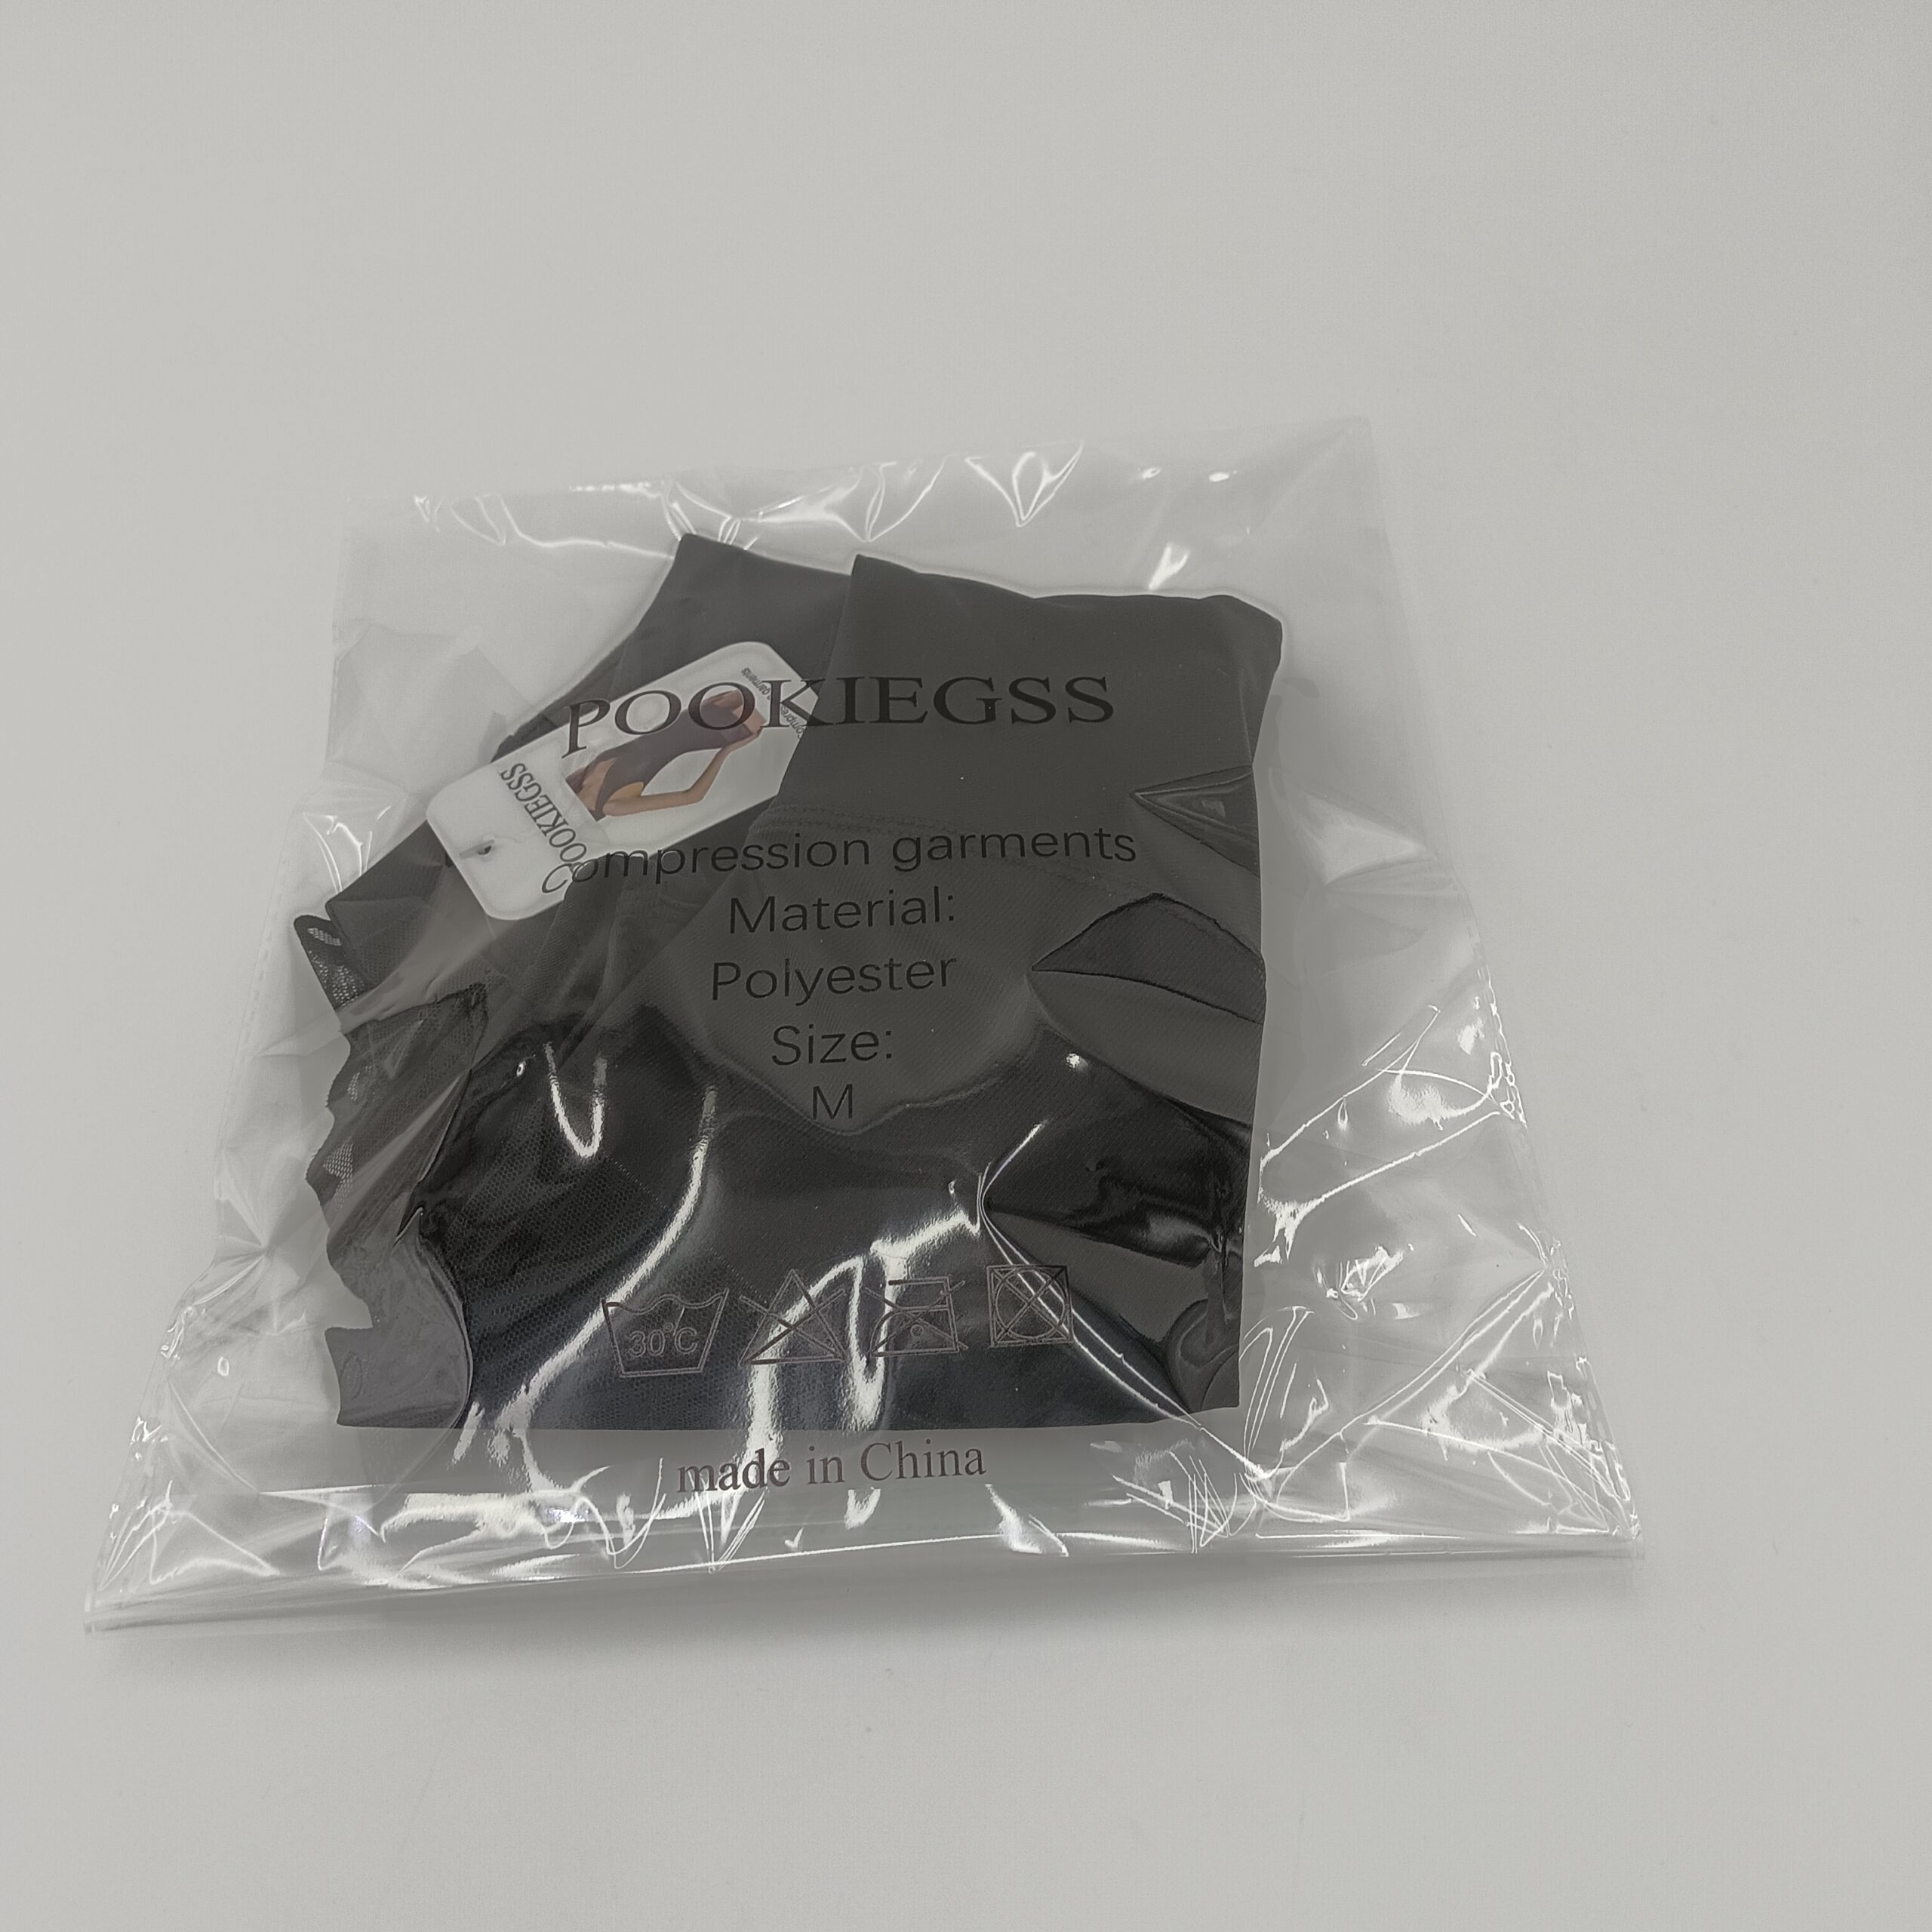 POOKIEGSS
POOKIEGSS
Compression garments
Material:
Polyester
Size:
M
30°C
made in China